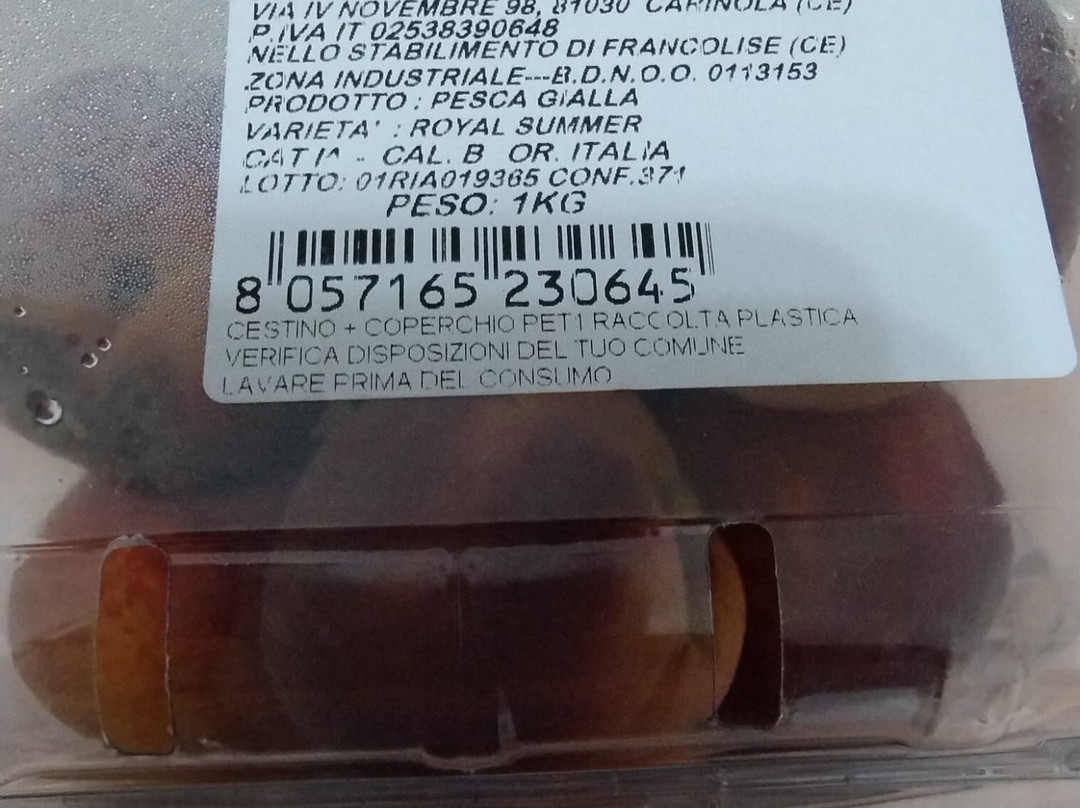 VIA IV NOVEMBRE 98, 81030 CARINOLA (CE)
P.IVA IT 02538390648
NELLO STABILIMENTO DI FRANCOLISE (CE)
ZONA INDUSTRIALE---B.D.N.O.O. 0113153
PRODOTTO : PESCA GIALLA
VARIETA' : ROYAL SUMMER
CAT I^ - CAL. B OR. ITALIA
LOTTO: 01RIA019365 CONF.371
PESO: 1KG
8 057165 230645
CESTINO + COPERCHIO PET1 RACCOLTA PLASTICA
VERIFICA DISPOSIZIONI DEL TUO COMUNE
LAVARE PRIMA DEL CONSUMO